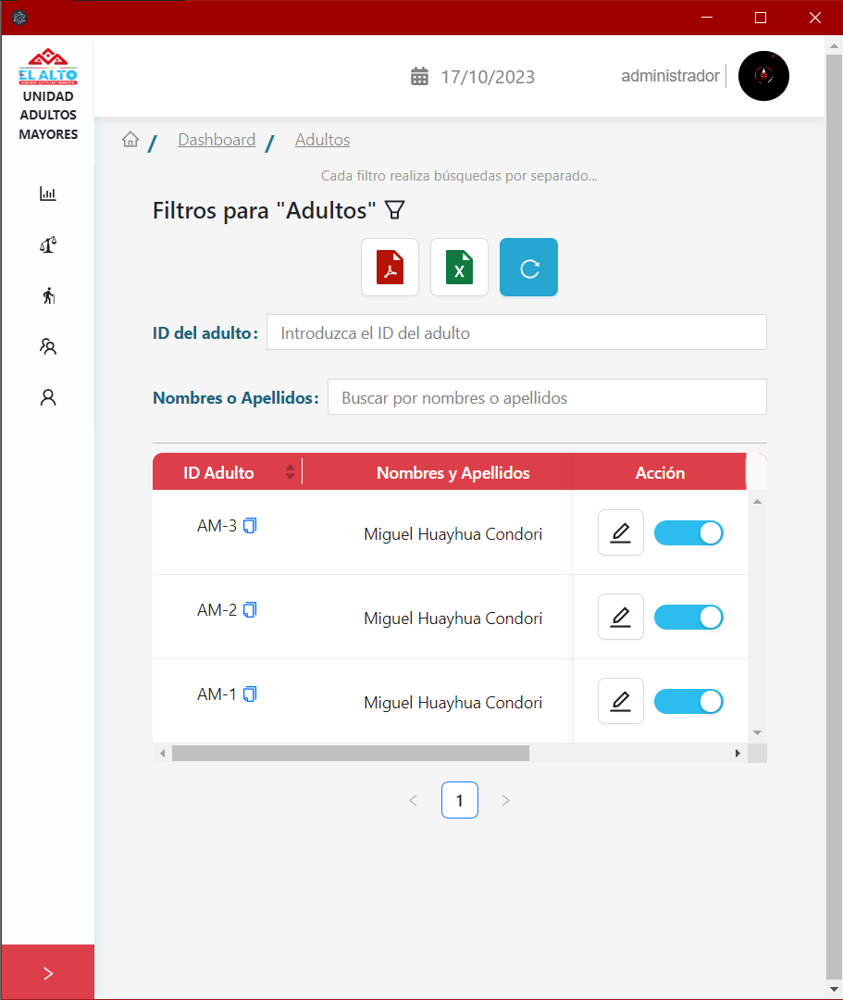 EL ALTO
UNIDAD
ADULTOS
MAYORES
17/10/2023
administrador
/ Dashboard / Adultos
Cada filtro realiza búsquedas por separado...
Filtros para "Adultos"
X
ID del adulto: Introduzca el ID del adulto
Nombres o Apellidos: Buscar por nombres o apellidos
ID Adulto Nombres y Apellidos Acción
AM-3 Miguel Huayhua Condori
AM-2 Miguel Huayhua Condori
AM-1 Miguel Huayhua Condori
< 1 >
>